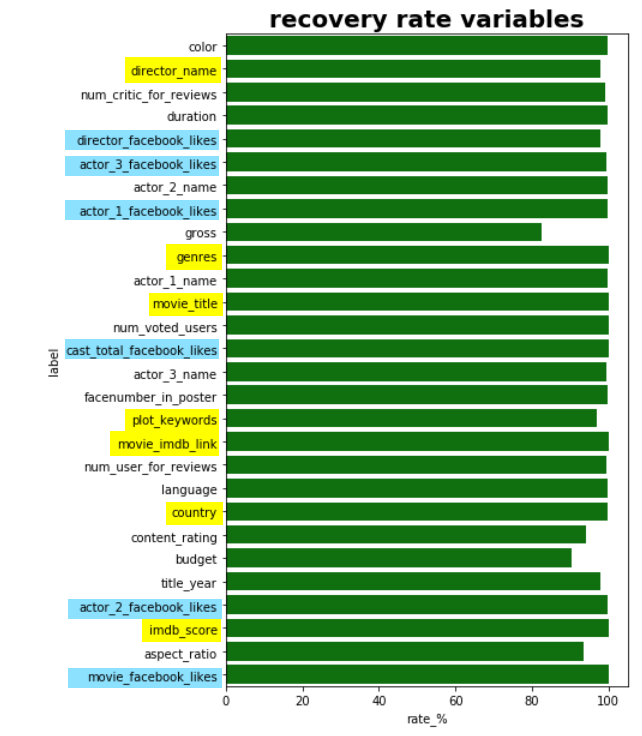 recovery rate variables
color
director_name
num_critic_for_reviews
duration
director_facebook_likes
actor_3_facebook_likes
actor_2_name
actor_1_facebook_likes
gross
genres
actor_1_name
movie_title
num_voted_users
cast_total_facebook_likes
actor_3_name
facenumber_in_poster
plot_keywords
movie_imdb_link
num_user_for_reviews
language
country
content_rating
budget
title_year
actor_2_facebook_likes
imdb_score
aspect_ratio
movie_facebook_likes
label
0 20 40 60 80 100
rate_%